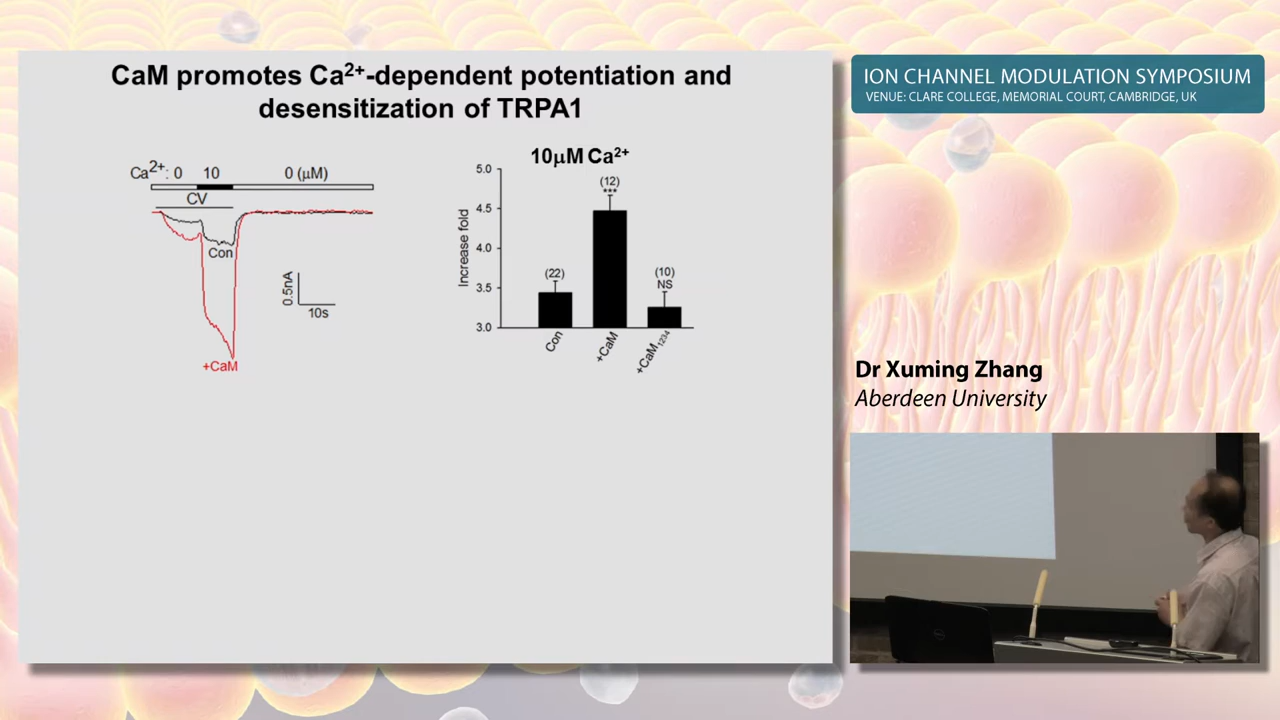 CaM promotes Ca²⁺-dependent potentiation and
desensitization of TRPA1
Ca²⁺: 0 10 0 (μM)
CV
Con
0.5nA
10s
+CaM
10μM Ca²⁺
Increase fold
5.0
4.5
4.0
3.5
3.0
(22)
(12)
***
(10)
NS
Con
+CaM
+CaM₁₂₃₄
ION CHANNEL MODULATION SYMPOSIUM
VENUE: CLARE COLLEGE, MEMORIAL COURT, CAMBRIDGE, UK
Dr Xuming Zhang
Aberdeen University